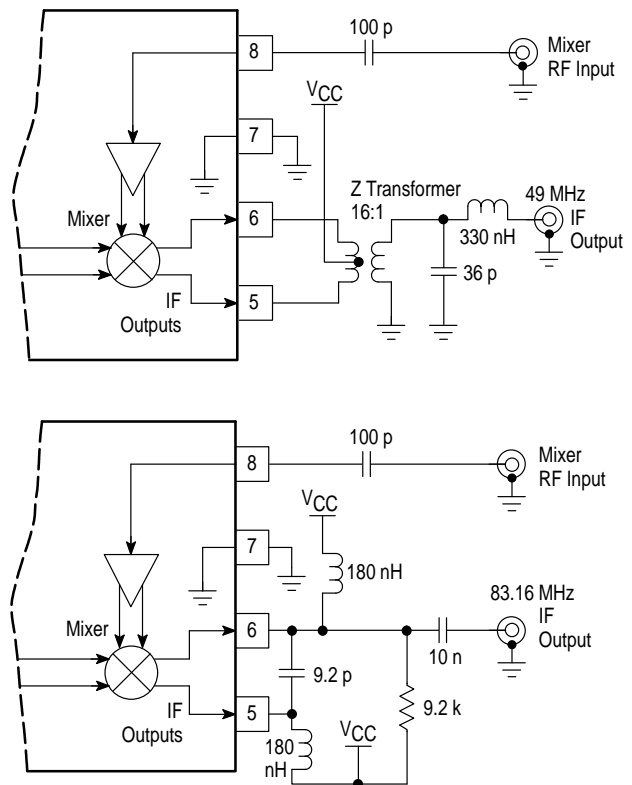 8
100 p
Mixer
RF Input
VCC
7
Z Transformer
16:1
49 MHz
IF
Output
Mixer
6
330 nH
36 p
IF
Outputs
5
8
100 p
Mixer
RF Input
VCC
7
180 nH
83.16 MHz
IF
Output
Mixer
6
10 n
9.2 p
9.2 k
IF
Outputs
5
VCC
180
nH